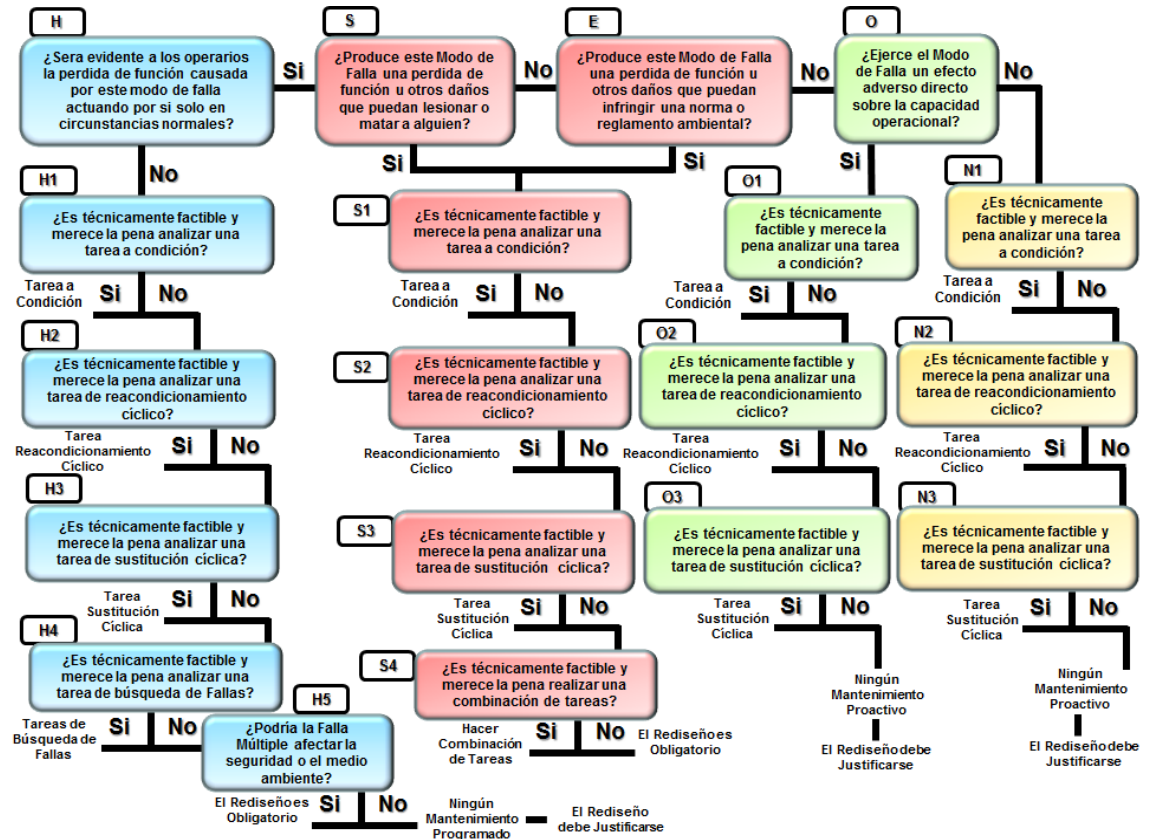 H
¿Sera evidente a los operarios
la perdida de función causada
por este modo de falla
actuando por si solo en
circunstancias normales?
Si
No
S
¿Produce este Modo de
Falla una perdida de
función u otros daños
que puedan lesionar o
matar a alguien?
No
Si
E
¿Produce este Modo de Falla
una perdida de función u
otros daños que puedan
infringir una norma o
reglamento ambiental?
No
Si
O
¿Ejerce el Modo
de Falla un efecto
adverso directo
sobre la capacidad
operacional?
No
Si
H1
¿Es técnicamente factible y
merece la pena analizar una
tarea a condición?
Tarea a
Condición
Si
No
S1
¿Es técnicamente factible y
merece la pena analizar una
tarea a condición?
Tarea a
Condición
Si
No
O1
¿Es técnicamente
factible y merece la
pena analizar una tarea
a condición?
Tarea a
Condición
Si
No
N1
¿Es técnicamente
factible y merece la
pena analizar una tarea
a condición?
Tarea a
Condición
Si
No
H2
¿Es técnicamente factible y
merece la pena analizar una
tarea de reacondicionamiento
cíclico?
Tarea
Reacondicionamiento
Cíclico
Si
No
S2
¿Es técnicamente factible y
merece la pena analizar una
tarea de reacondicionamiento
cíclico?
Tarea
Reacondicionamiento
Cíclico
Si
No
O2
¿Es técnicamente factible y
merece la pena analizar una
tarea de reacondicionamiento
cíclico?
Tarea
Reacondicionamiento
Cíclico
Si
No
N2
¿Es técnicamente factible y
merece la pena analizar una
tarea de reacondicionamiento
cíclico?
Tarea
Reacondicionamiento
Cíclico
Si
No
H3
¿Es técnicamente factible y
merece la pena analizar una
tarea de sustitución cíclica?
Tarea
Sustitución
Cíclica
Si
No
S3
¿Es técnicamente factible y
merece la pena analizar una
tarea de sustitución cíclica?
Tarea
Sustitución
Cíclica
Si
No
O3
¿Es técnicamente factible y
merece la pena analizar una
tarea de sustitución cíclica?
Tarea
Sustitución
Cíclica
Si
No
N3
¿Es técnicamente factible y
merece la pena analizar una
tarea de sustitución cíclica?
Tarea
Sustitución
Cíclica
Si
No
H4
¿Es técnicamente factible y
merece la pena analizar una
tarea de búsqueda de Fallas?
Tareas de
Búsqueda de
Fallas
Si
No
S4
¿Es técnicamente factible y
merece la pena realizar una
combinación de tareas?
Hacer
Combinación
de Tareas
Si
No
El Rediseño es
Obligatorio
Ningún
Mantenimiento
Proactivo
El Rediseño debe
Justificarse
Ningún
Mantenimiento
Proactivo
El Rediseño debe
Justificarse
H5
¿Podría la Falla
Múltiple afectar la
seguridad o el medio
ambiente?
El Rediseño es
Obligatorio
Si
No
Ningún
Mantenimiento
Programado
El Rediseño
debe Justificarse